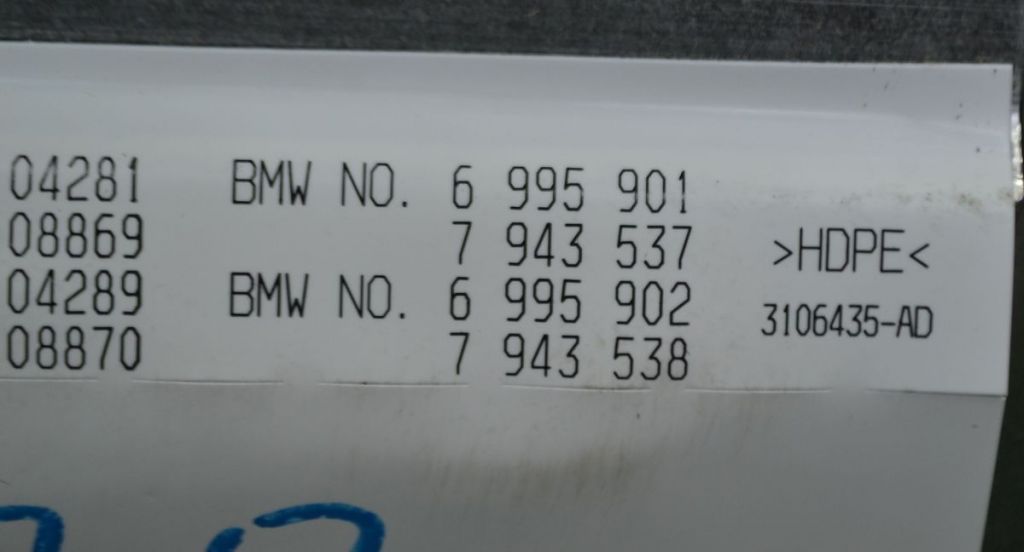 04281 BMW NO. 6 995 901
08869 7 943 537
>HDPE<
04289 BMW NO. 6 995 902
3106435-AD
08870 7 943 538